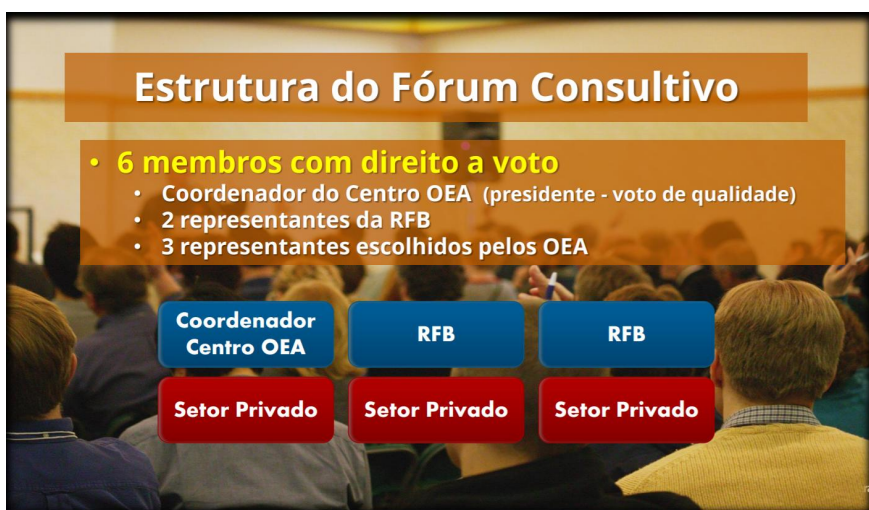 Estrutura do Fórum Consultivo
• 6 membros com direito a voto
• Coordenador do Centro OEA (presidente - voto de qualidade)
• 2 representantes da RFB
• 3 representantes escolhidos pelos OEA
Coordenador
Centro OEA
RFB
RFB
Setor Privado
Setor Privado
Setor Privado